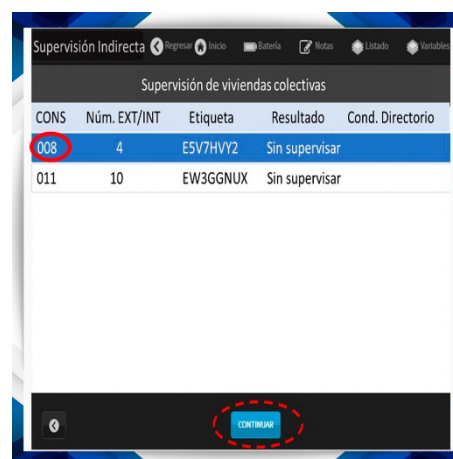 Supervisión Indirecta Regresar Inicio Batería Notas Listado Variables
Supervisión de viviendas colectivas
CONS Núm. EXT/INT Etiqueta Resultado Cond. Directorio
008 4 E5V7HVY2 Sin supervisar
011 10 EW3GGNUX Sin supervisar
CONTINUAR